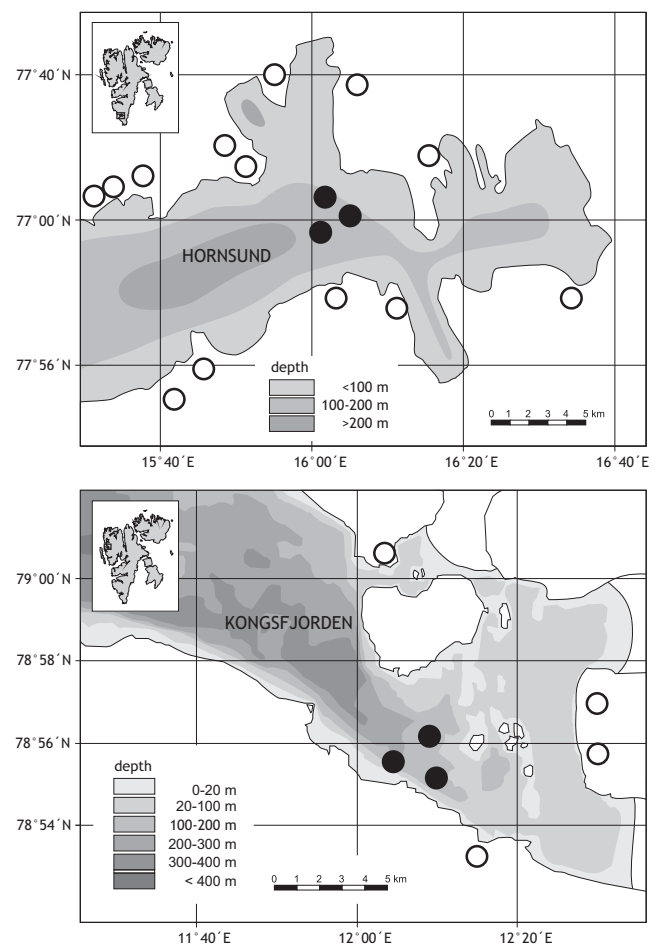 77°40´N
77°00´N
HORNSUND
77°56´N
depth
<100 m
100-200 m
>200 m
0 1 2 3 4 5 km
15°40´E 16°00´E 16°20´E 16°40´E
79°00´N
KONGSFJORDEN
78°58´N
78°56´N
depth
78°54´N
0-20 m
20-100 m
100-200 m
200-300 m
300-400 m
< 400 m
0 1 2 3 4 5 km
11°40´E 12°00´E 12°20´E